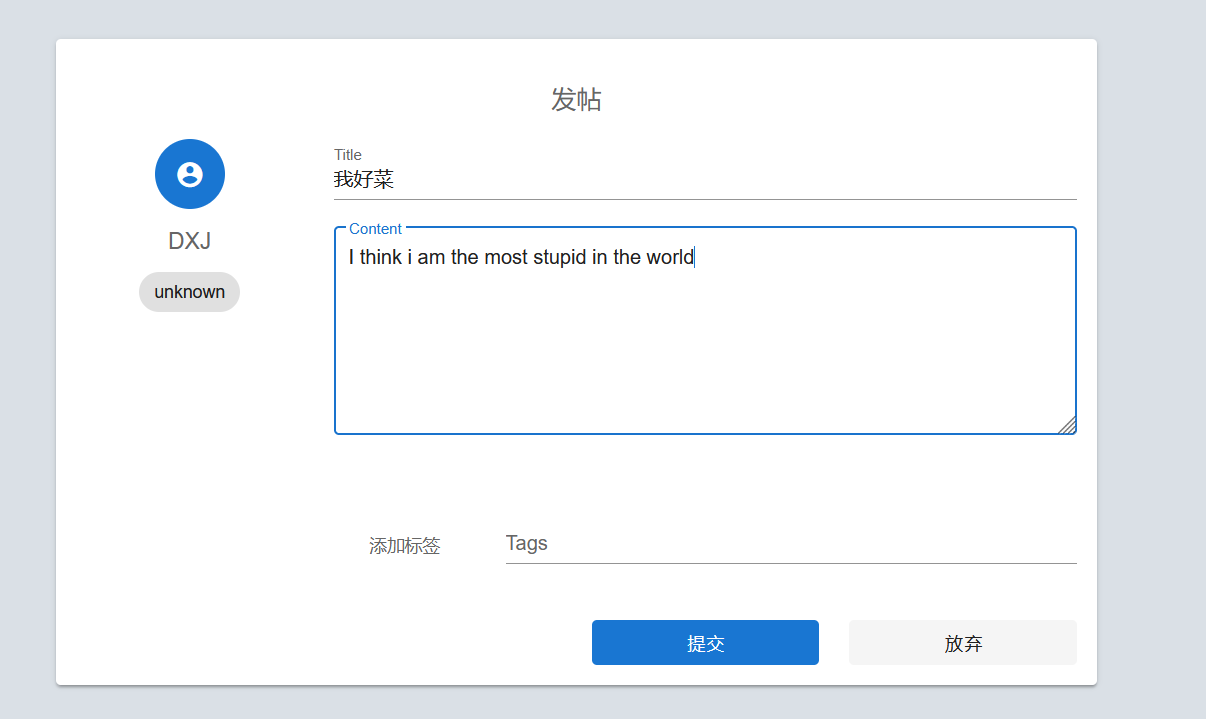 发帖
DXJ
unknown
Title
我好菜
Content
I think i am the most stupid in the world
添加标签
Tags
提交
放弃